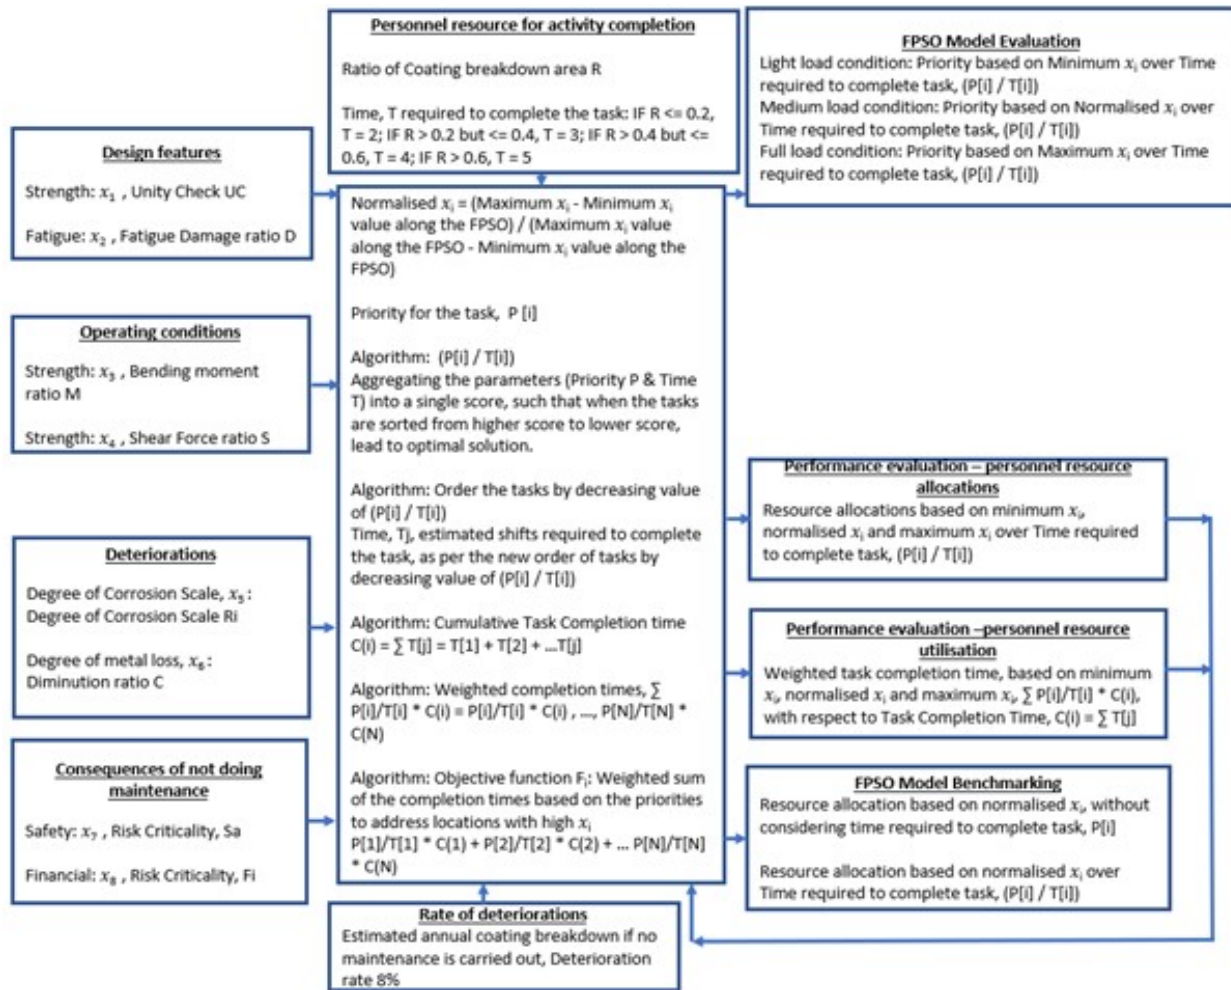 Personnel resource for activity completion
Ratio of Coating breakdown area R
Time, T required to complete the task: IF R <= 0.2,
T = 2; IF R > 0.2 but <= 0.4, T = 3; IF R > 0.4 but <=
0.6, T = 4; IF R > 0.6, T = 5
FPSO Model Evaluation
Light load condition: Priority based on Minimum xᵢ over Time
required to complete task, (P[i] / T[i])
Medium load condition: Priority based on Normalised xᵢ over
Time required to complete task, (P[i] / T[i])
Full load condition: Priority based on Maximum xᵢ over Time
required to complete task, (P[i] / T[i])
Design features
Strength: x₁ , Unity Check UC
Fatigue: x₂ , Fatigue Damage ratio D
Operating conditions
Strength: x₃ , Bending moment
ratio M
Strength: x₄ , Shear Force ratio S
Deteriorations
Degree of Corrosion Scale, x₅ :
Degree of Corrosion Scale Ri
Degree of metal loss, x₆ :
Diminution ratio C
Consequences of not doing
maintenance
Safety: x₇ , Risk Criticality, Sa
Financial: x₈ , Risk Criticality, Fi
Normalised xᵢ = (Maximum xᵢ - Minimum xᵢ
value along the FPSO) / (Maximum xᵢ value
along the FPSO - Minimum xᵢ value along the
FPSO)
Priority for the task, P [i]
Algorithm: (P[i] / T[i])
Aggregating the parameters (Priority P & Time
T) into a single score, such that when the tasks
are sorted from higher score to lower score,
lead to optimal solution.
Algorithm: Order the tasks by decreasing value
of (P[i] / T[i])
Time, Tj, estimated shifts required to complete
the task, as per the new order of tasks by
decreasing value of (P[i] / T[i])
Algorithm: Cumulative Task Completion time
C(i) = ∑ T[j] = T[1] + T[2] + ...T[j]
Algorithm: Weighted completion times, ∑
P[i]/T[i] * C(i) = P[i]/T[i] * C(i) , ..., P[N]/T[N] *
C(N)
Algorithm: Objective function Fᵢ: Weighted sum
of the completion times based on the priorities
to address locations with high xᵢ
P[1]/T[1] * C(1) + P[2]/T[2] * C(2) + ... P[N]/T[N]
* C(N)
Performance evaluation – personnel resource
allocations
Resource allocations based on minimum xᵢ,
normalised xᵢ and maximum xᵢ over Time required
to complete task, (P[i] / T[i])
Performance evaluation –personnel resource
utilisation
Weighted task completion time, based on minimum
xᵢ, normalised xᵢ and maximum xᵢ, ∑ P[i]/T[i] * C(i),
with respect to Task Completion Time, C(i) = ∑ T[j]
FPSO Model Benchmarking
Resource allocation based on normalised xᵢ, without
considering time required to complete task, P[i]
Resource allocation based on normalised xᵢ over
Time required to complete task, (P[i] / T[i])
Rate of deteriorations
Estimated annual coating breakdown if no
maintenance is carried out, Deterioration
rate 8%